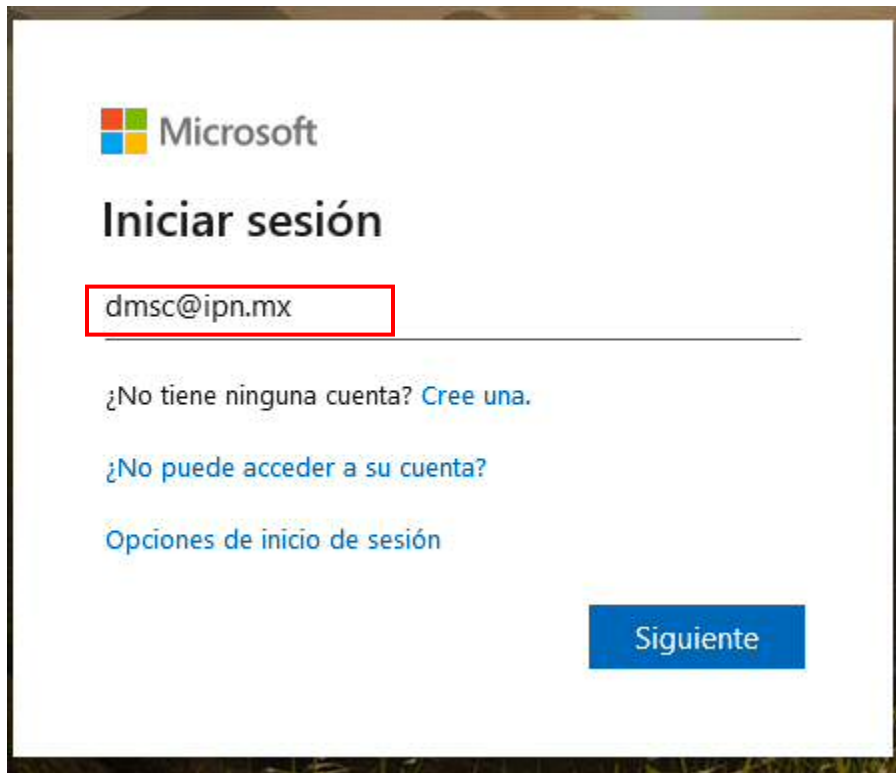 Microsoft
Iniciar sesión
dmsc@ipn.mx
¿No tiene ninguna cuenta? Cree una.
¿No puede acceder a su cuenta?
Opciones de inicio de sesión
Siguiente